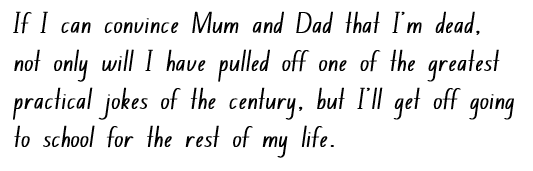 If I can convince Mum and Dad that I'm dead,
not only will I have pulled off one of the greatest
practical jokes of the century, but I'll get off going
to school for the rest of my life.